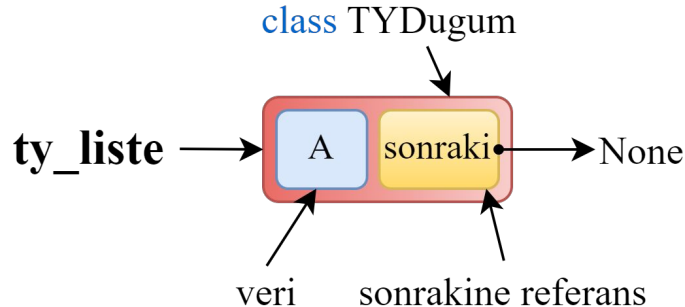 class TYDugum
ty_liste
A
sonraki
None
veri
sonrakine referans